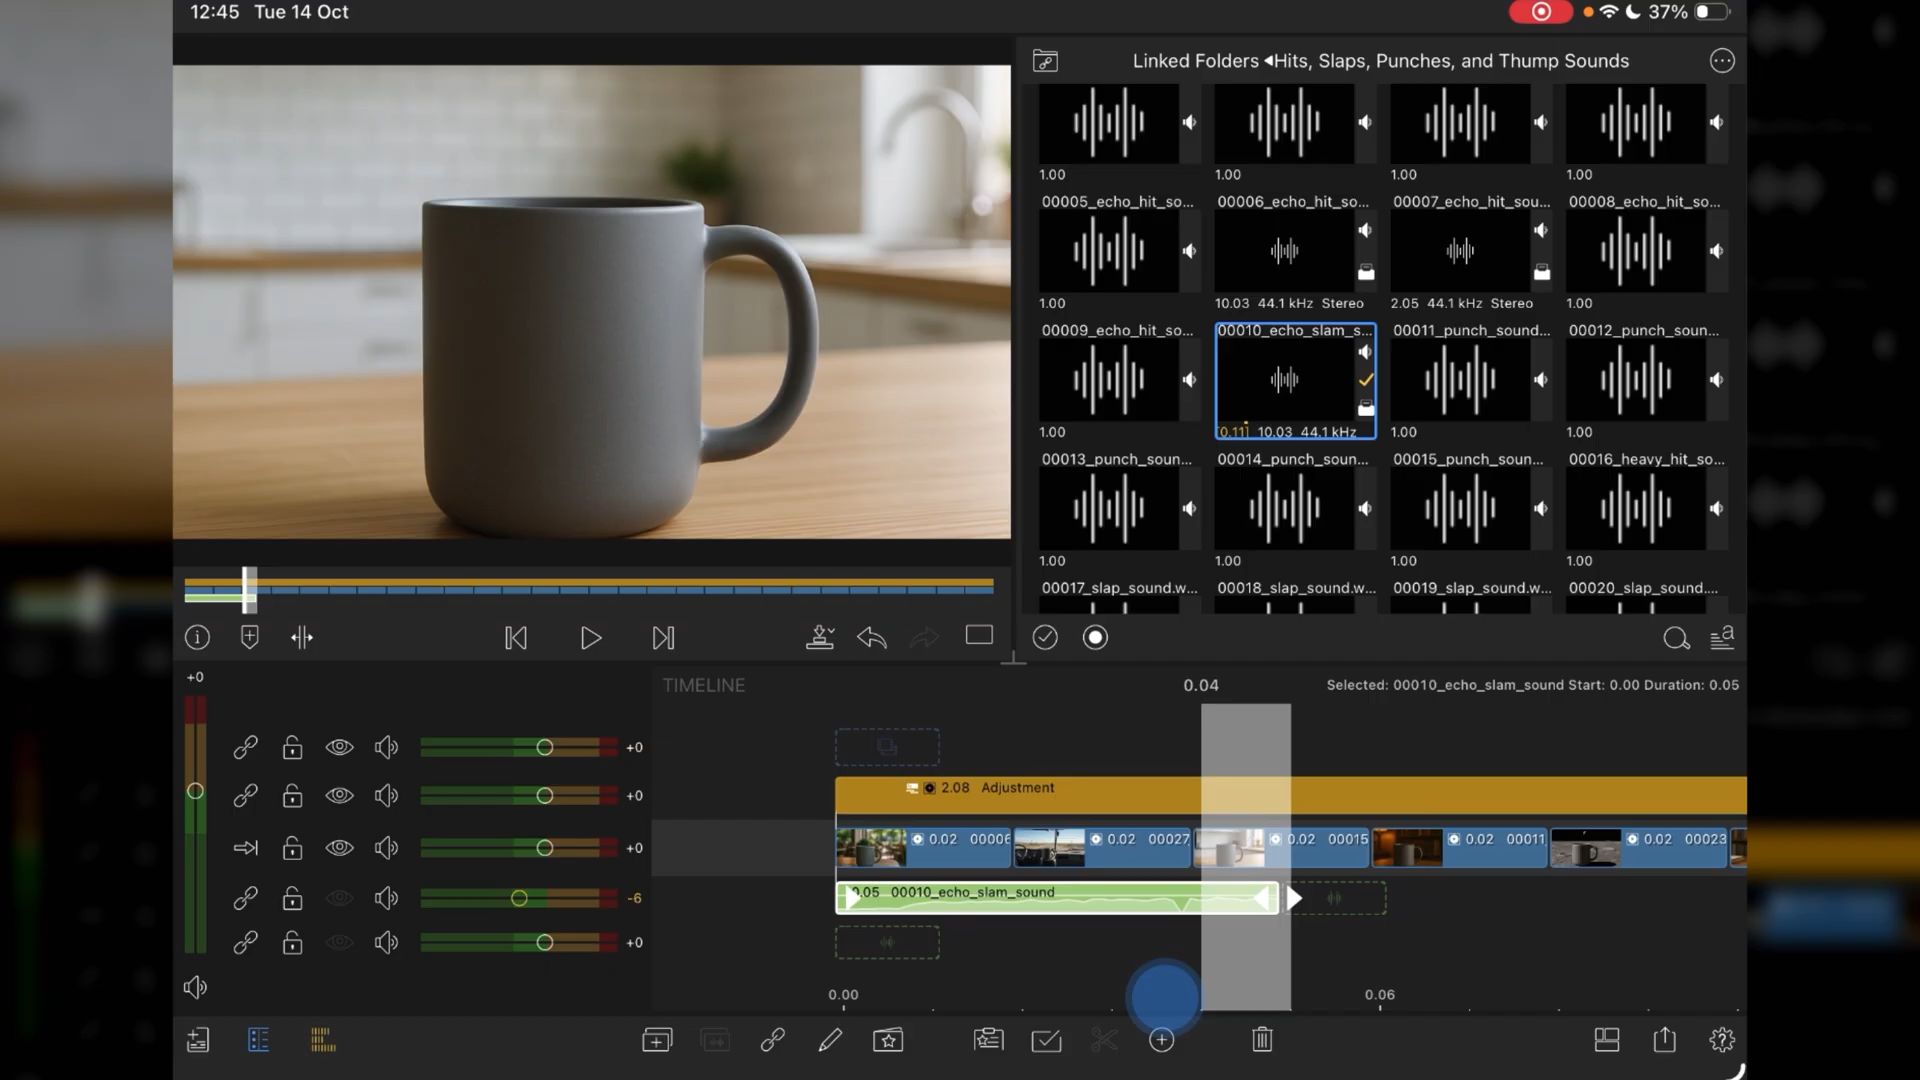 12:45 Tue 14 Oct
37%
Linked Folders ◀Hits, Slaps, Punches, and Thump Sounds
1.00 1.00 1.00 1.00
00005_echo_hit_so... 00006_echo_hit_so... 00007_echo_hit_sou... 00008_echo_hit_so...
1.00 10.03 44.1 kHz Stereo 2.05 44.1 kHz Stereo 1.00
00009_echo_hit_so... 00010_echo_slam_s... 00011_punch_sound... 00012_punch_soun...
1.00 [0.11] 10.03 44.1 kHz 1.00 1.00
00013_punch_soun... 00014_punch_soun... 00015_punch_soun... 00016_heavy_hit_so...
1.00 1.00 1.00 1.00
00017_slap_sound.w... 00018_slap_sound.w... 00019_slap_sound.w... 00020_slap_sound....
+0
TIMELINE
0.04
Selected: 00010_echo_slam_sound Start: 0.00 Duration: 0.05
+0
+0
2.08 Adjustment
+0
0.02 00006 0.02 00027 0.02 00015 0.02 00011 0.02 00023
-6
0.05 00010_echo_slam_sound
+0
0.00 0.06